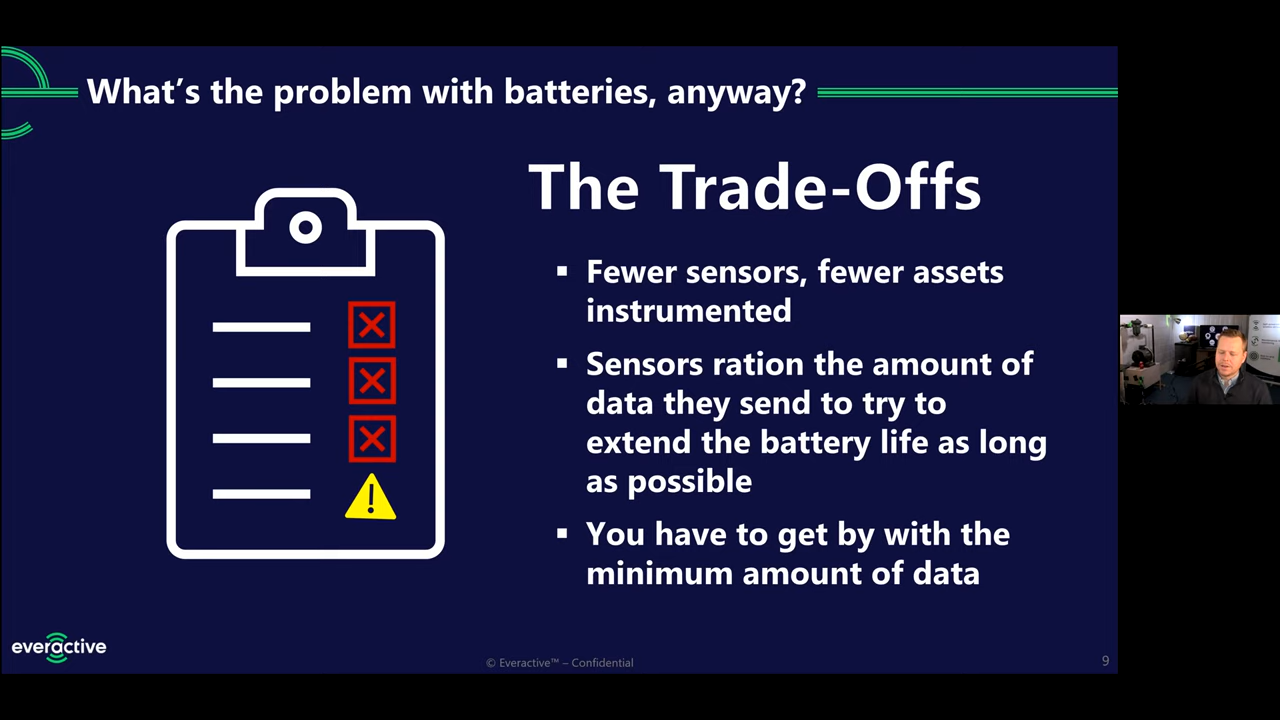 What's the problem with batteries, anyway?
The Trade-Offs
▪ Fewer sensors, fewer assets
instrumented
▪ Sensors ration the amount of
data they send to try to
extend the battery life as long
as possible
▪ You have to get by with the
minimum amount of data
everactive
© Everactive™ – Confidential
9